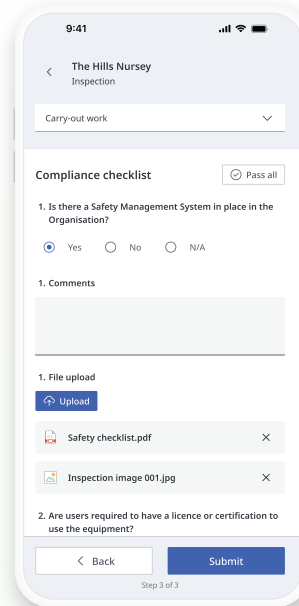 9:41
The Hills Nursey
Inspection
Carry-out work
Compliance checklist
Pass all
1. Is there a Safety Management System in place in the
Organisation?
Yes No N/A
1. Comments
1. File upload
Upload
Safety checklist.pdf
Inspection image 001.jpg
2. Are users required to have a licence or certification to
use the equipment?
Back
Submit
Step 3 of 3